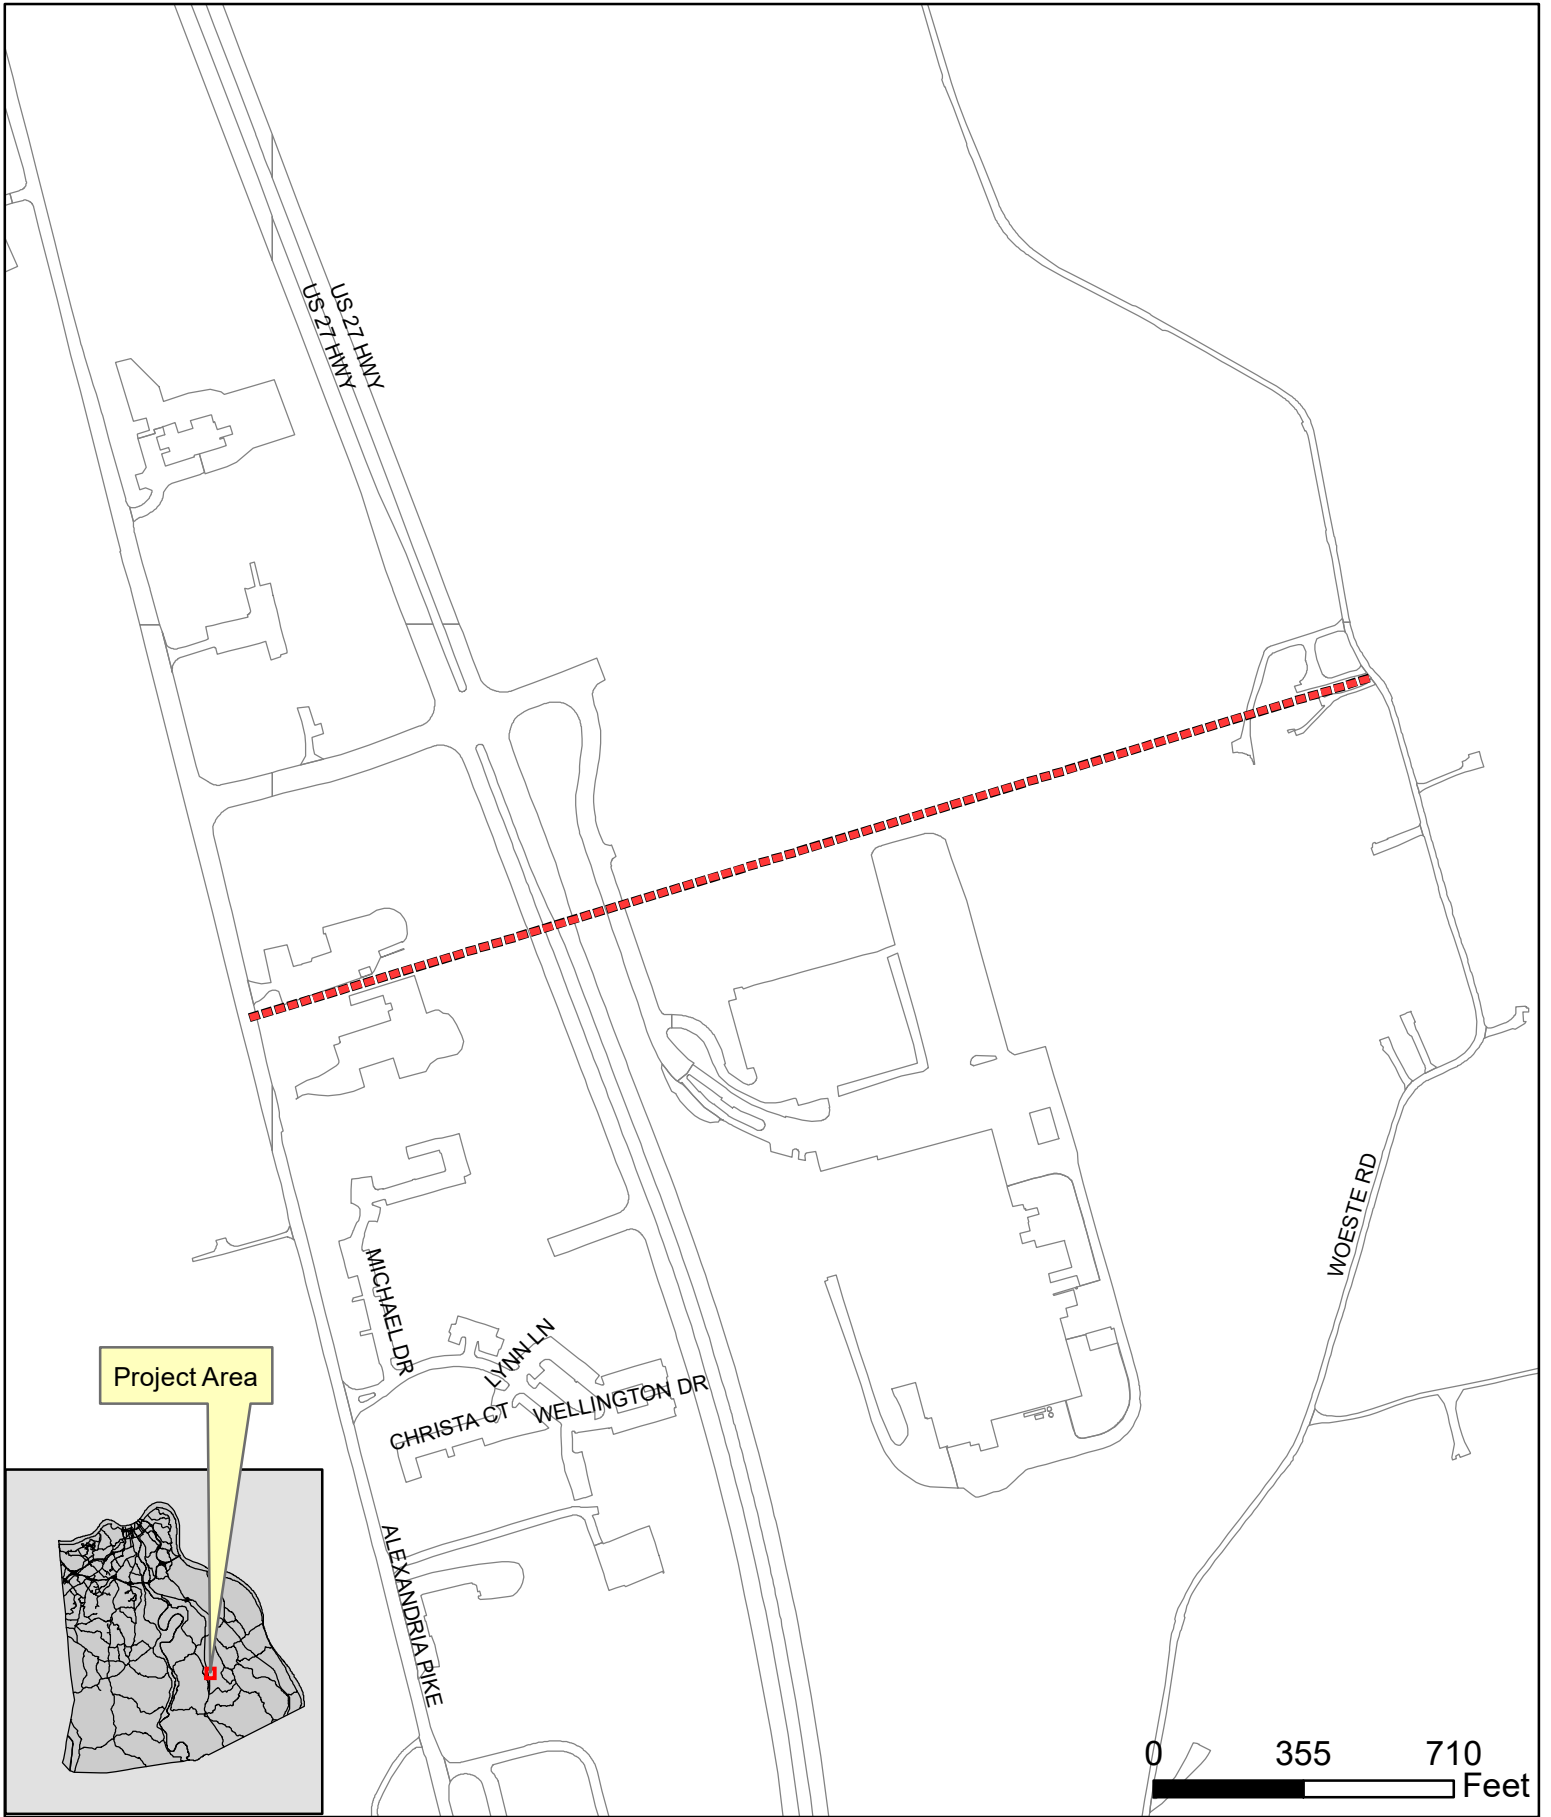 US 27 HWY
US 27 HWY
WOESTE RD
MICHAEL DR
LYNN LN
WELLINGTON DR
CHRISTA CT
Project Area
ALEXANDRIA PIKE
0 355 710
Feet